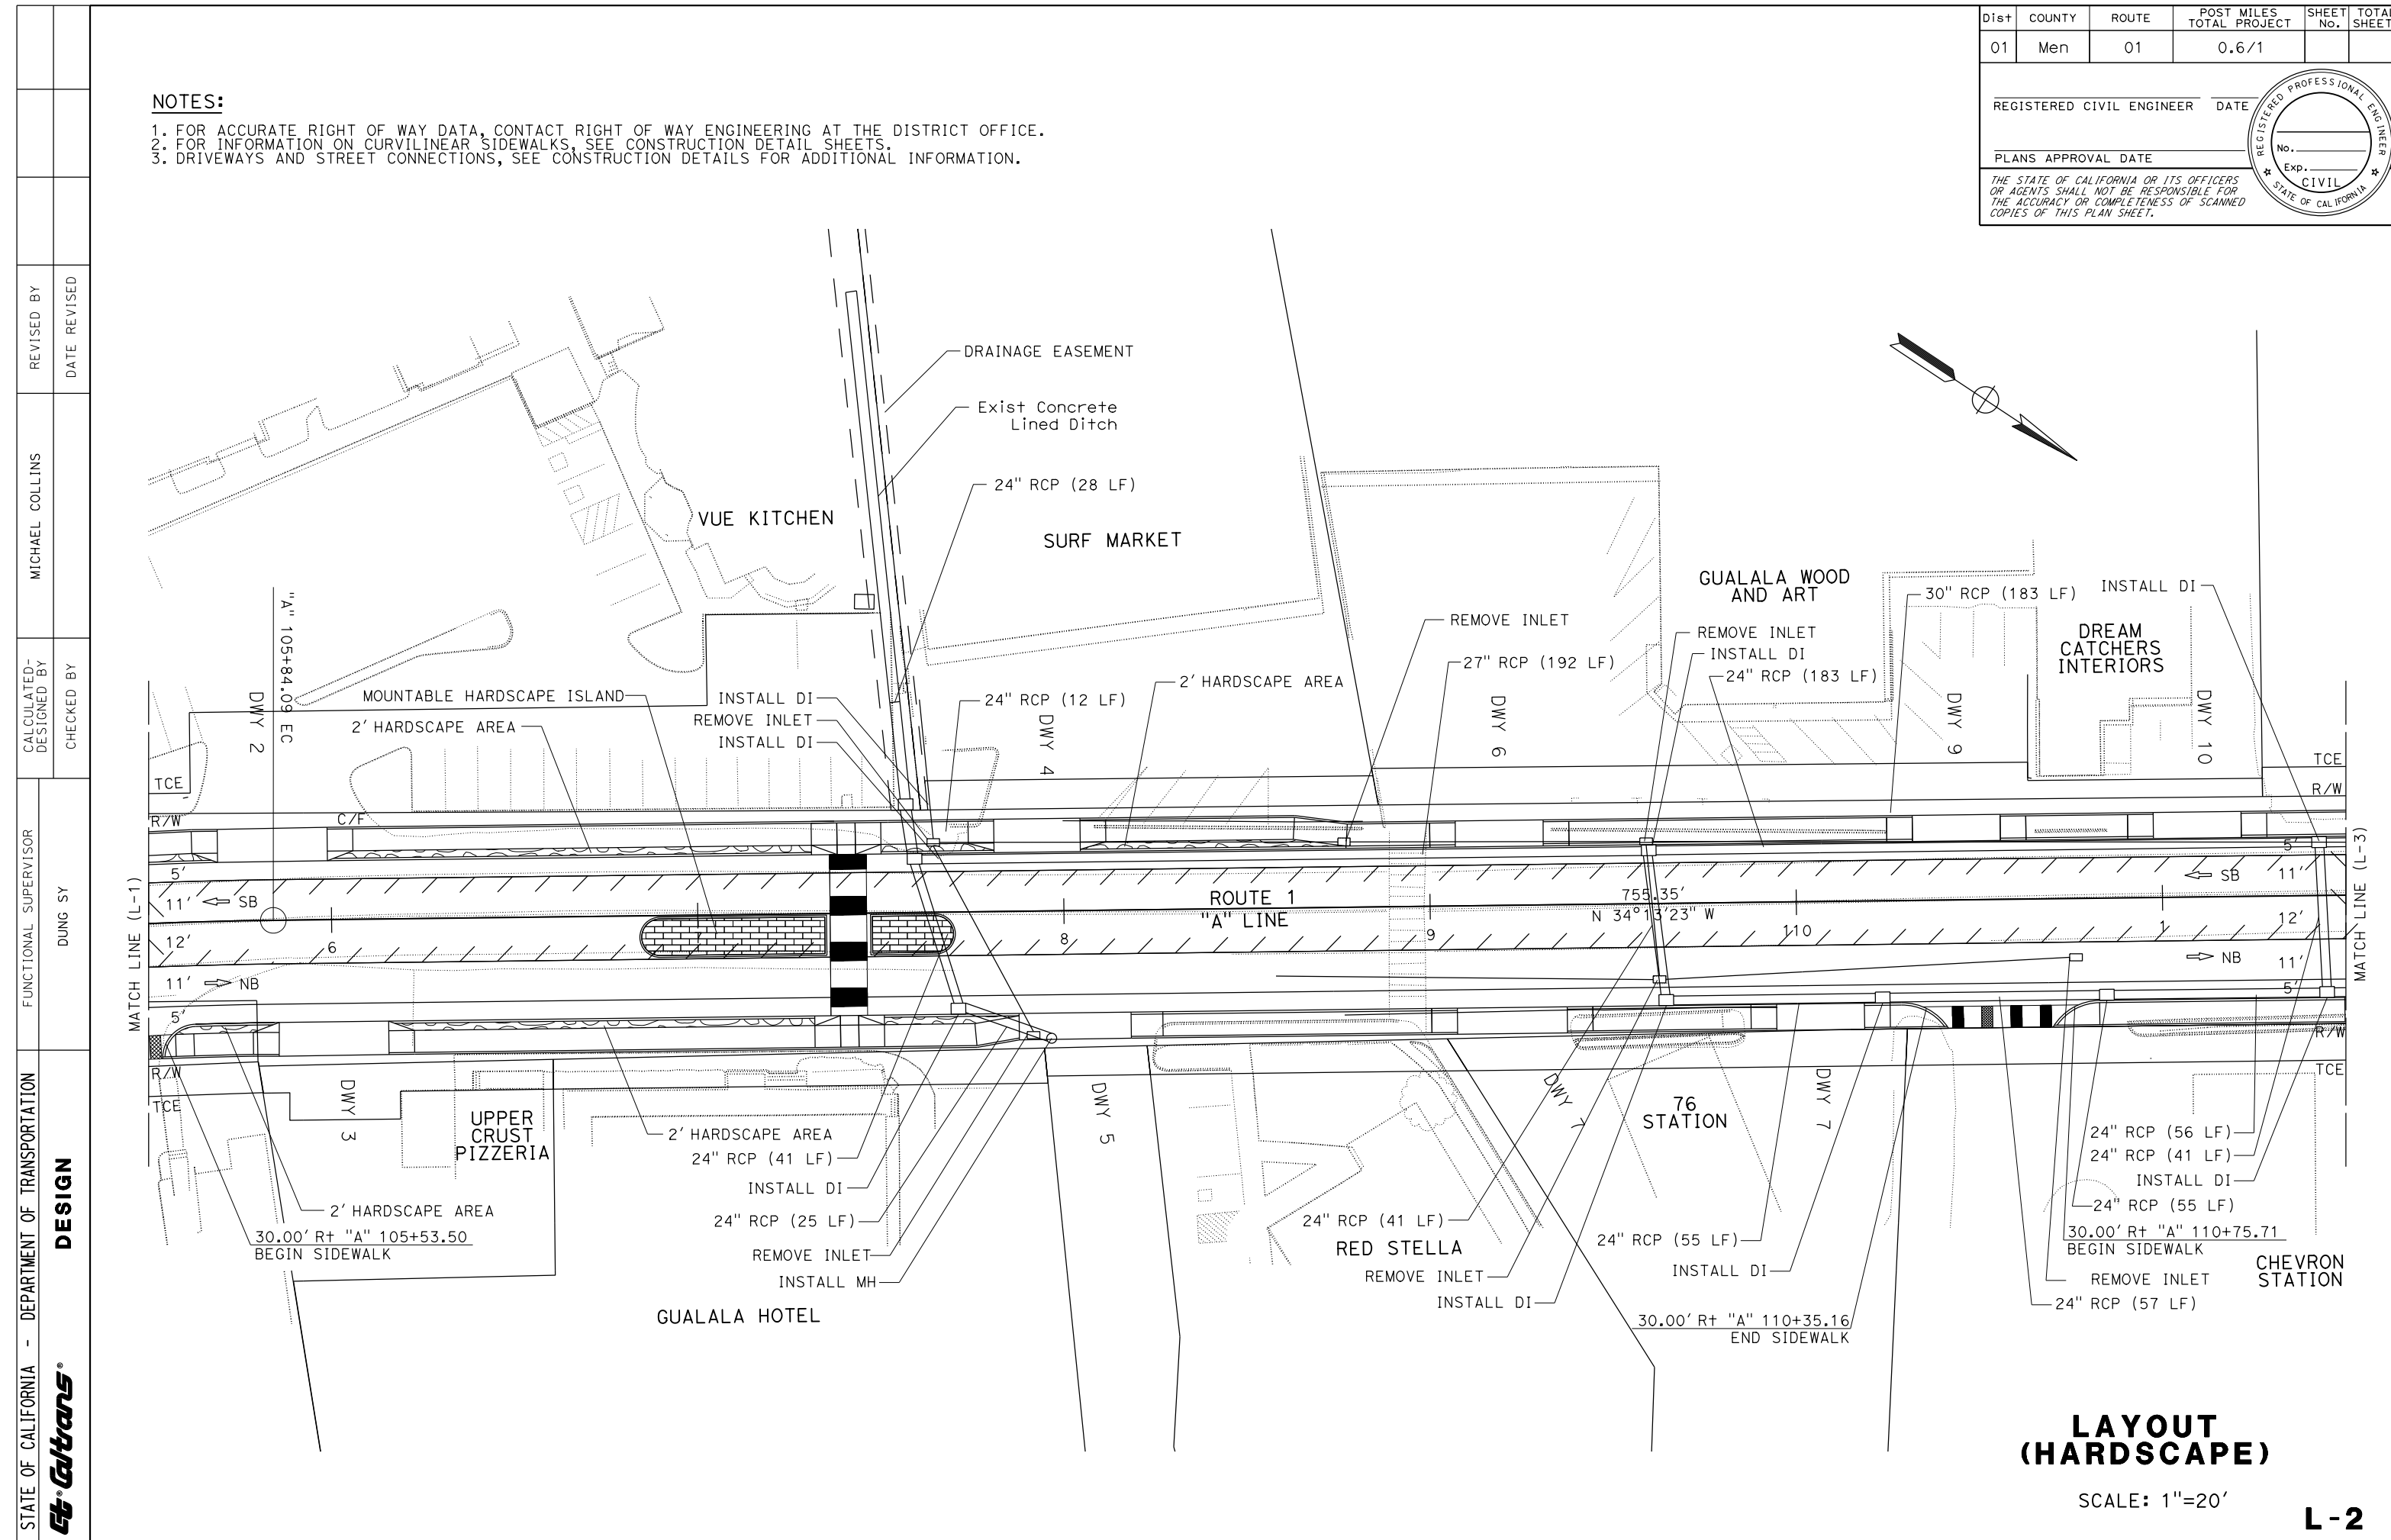 Dist COUNTY ROUTE POST MILES TOTAL PROJECT SHEET No. TOTAL SHEET
01 Men 01 0.6/1
REGISTERED CIVIL ENGINEER DATE
PLANS APPROVAL DATE
THE STATE OF CALIFORNIA OR ITS OFFICERS
OR AGENTS SHALL NOT BE RESPONSIBLE FOR
THE ACCURACY OR COMPLETENESS OF SCANNED
COPIES OF THIS PLAN SHEET.
REGISTERED PROFESSIONAL ENGINEER
No.
Exp.
CIVIL
STATE OF CALIFORNIA
NOTES:
1. FOR ACCURATE RIGHT OF WAY DATA, CONTACT RIGHT OF WAY ENGINEERING AT THE DISTRICT OFFICE.
2. FOR INFORMATION ON CURVILINEAR SIDEWALKS, SEE CONSTRUCTION DETAIL SHEETS.
3. DRIVEWAYS AND STREET CONNECTIONS, SEE CONSTRUCTION DETAILS FOR ADDITIONAL INFORMATION.
REVISED BY
DATE REVISED
MICHAEL COLLINS
CALCULATED-
DESIGNED BY
CHECKED BY
FUNCTIONAL SUPERVISOR
DUNG SY
STATE OF CALIFORNIA - DEPARTMENT OF TRANSPORTATION
DESIGN
Caltrans
DRAINAGE EASEMENT
Exist Concrete
Lined Ditch
24" RCP (28 LF)
VUE KITCHEN
SURF MARKET
GUALALA WOOD
AND ART
30" RCP (183 LF)
INSTALL DI
DREAM
CATCHERS
INTERIORS
REMOVE INLET
27" RCP (192 LF)
REMOVE INLET
INSTALL DI
24" RCP (183 LF)
"A" 105+84.09 EC
DWY 2
MOUNTABLE HARDSCAPE ISLAND
2' HARDSCAPE AREA
INSTALL DI
REMOVE INLET
INSTALL DI
24" RCP (12 LF)
DWY 4
2' HARDSCAPE AREA
DWY 6
DWY 9
DWY 10
TCE
TCE
R/W
R/W
C/F
MATCH LINE (L-1)
5'
11' SB
12'
11' NB
5'
6
7
8
9
110
1
ROUTE 1
"A" LINE
755.35'
N 34°13'23" W
5'
SB 11'
12'
NB 11'
5'
MATCH LINE (L-3)
R/W
TCE
R/W
TCE
DWY 3
UPPER
CRUST
PIZZERIA
2' HARDSCAPE AREA
30.00' Rt "A" 105+53.50
BEGIN SIDEWALK
2' HARDSCAPE AREA
24" RCP (41 LF)
INSTALL DI
24" RCP (25 LF)
REMOVE INLET
INSTALL MH
GUALALA HOTEL
DWY 5
24" RCP (41 LF)
RED STELLA
REMOVE INLET
INSTALL DI
DWY 7
76
STATION
DWY 7
24" RCP (55 LF)
INSTALL DI
30.00' Rt "A" 110+35.16
END SIDEWALK
24" RCP (56 LF)
24" RCP (41 LF)
INSTALL DI
24" RCP (55 LF)
30.00' Rt "A" 110+75.71
BEGIN SIDEWALK
REMOVE INLET
24" RCP (57 LF)
CHEVRON
STATION
LAYOUT
(HARDSCAPE)
SCALE: 1"=20'
L-2